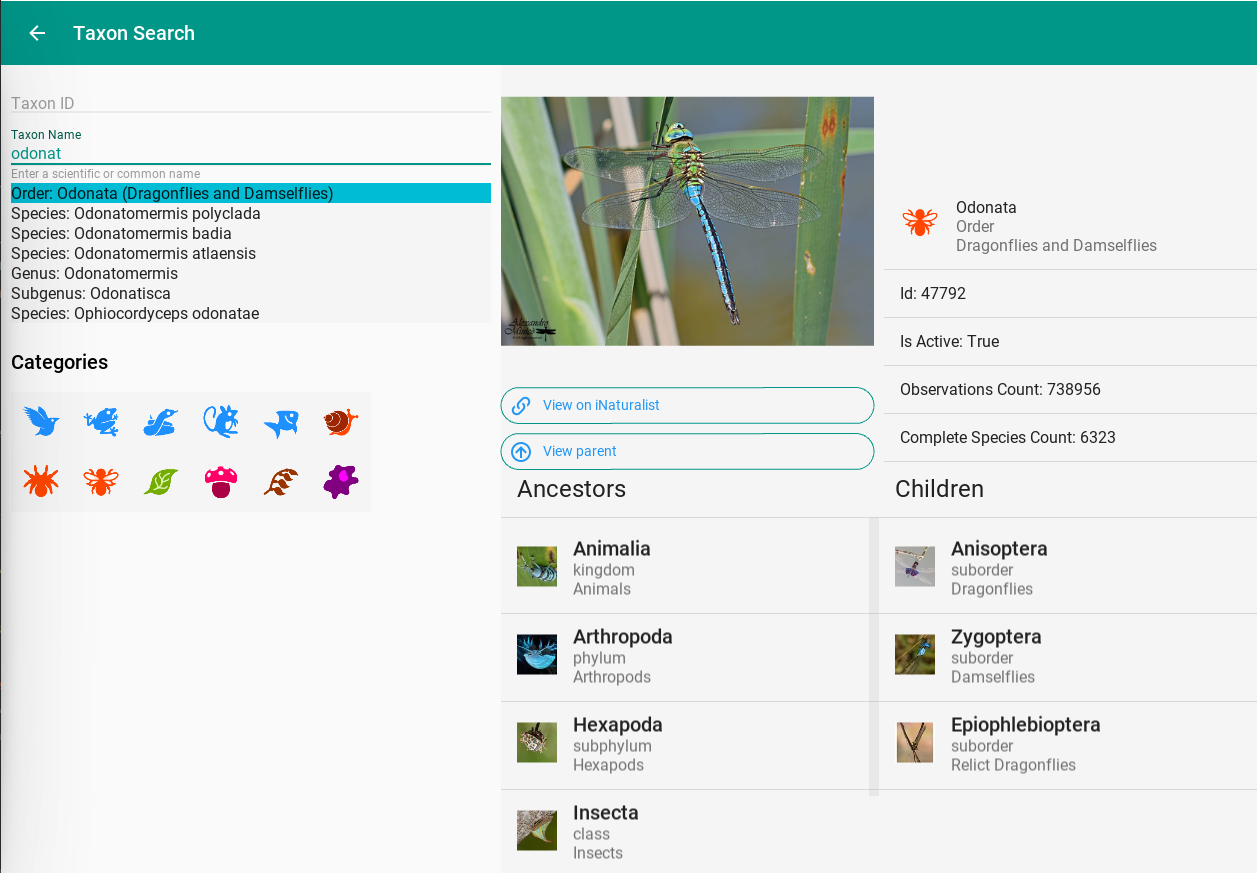 Taxon Search
Taxon ID
Taxon Name
odonat
Enter a scientific or common name
Order: Odonata (Dragonflies and Damselflies)
Species: Odonatomermis polyclada
Species: Odonatomermis badia
Species: Odonatomermis atlaensis
Genus: Odonatomermis
Subgenus: Odonatisca
Species: Ophiocordyceps odonatae
Categories
View on iNaturalist
View parent
Odonata
Order
Dragonflies and Damselflies
Id: 47792
Is Active: True
Observations Count: 738956
Complete Species Count: 6323
Ancestors
Animalia
kingdom
Animals
Arthropoda
phylum
Arthropods
Hexapoda
subphylum
Hexapods
Insecta
class
Insects
Children
Anisoptera
suborder
Dragonflies
Zygoptera
suborder
Damselflies
Epiophlebioptera
suborder
Relict Dragonflies